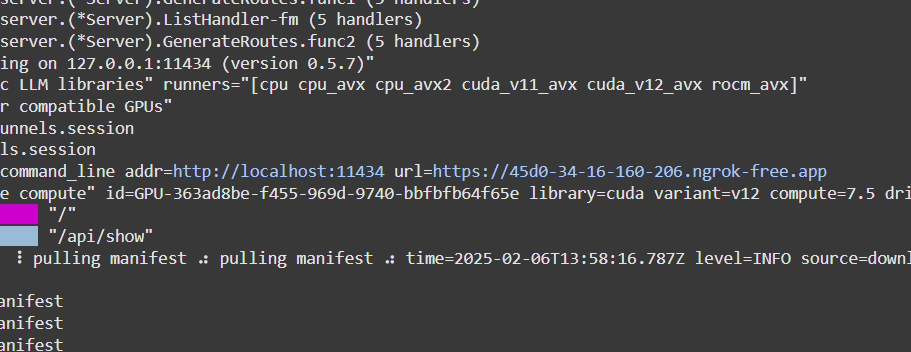 server.(*Server).GenerateRoutes.func1 (5 handlers)
server.(*Server).ListHandler-fm (5 handlers)
server.(*Server).GenerateRoutes.func2 (5 handlers)
ing on 127.0.0.1:11434 (version 0.5.7)"
c LLM libraries" runners="[cpu cpu_avx cpu_avx2 cuda_v11_avx cuda_v12_avx rocm_avx]"
r compatible GPUs"
unnels.session
ls.session
command_line addr=http://localhost:11434 url=https://45d0-34-16-160-206.ngrok-free.app
e compute" id=GPU-363ad8be-f455-969d-9740-bbfbfb64f65e library=cuda variant=v12 compute=7.5 dri
"/"
"/api/show"
⠸ pulling manifest ⠴ pulling manifest ⠴ time=2025-02-06T13:58:16.787Z level=INFO source=downl
anifest
anifest
anifest